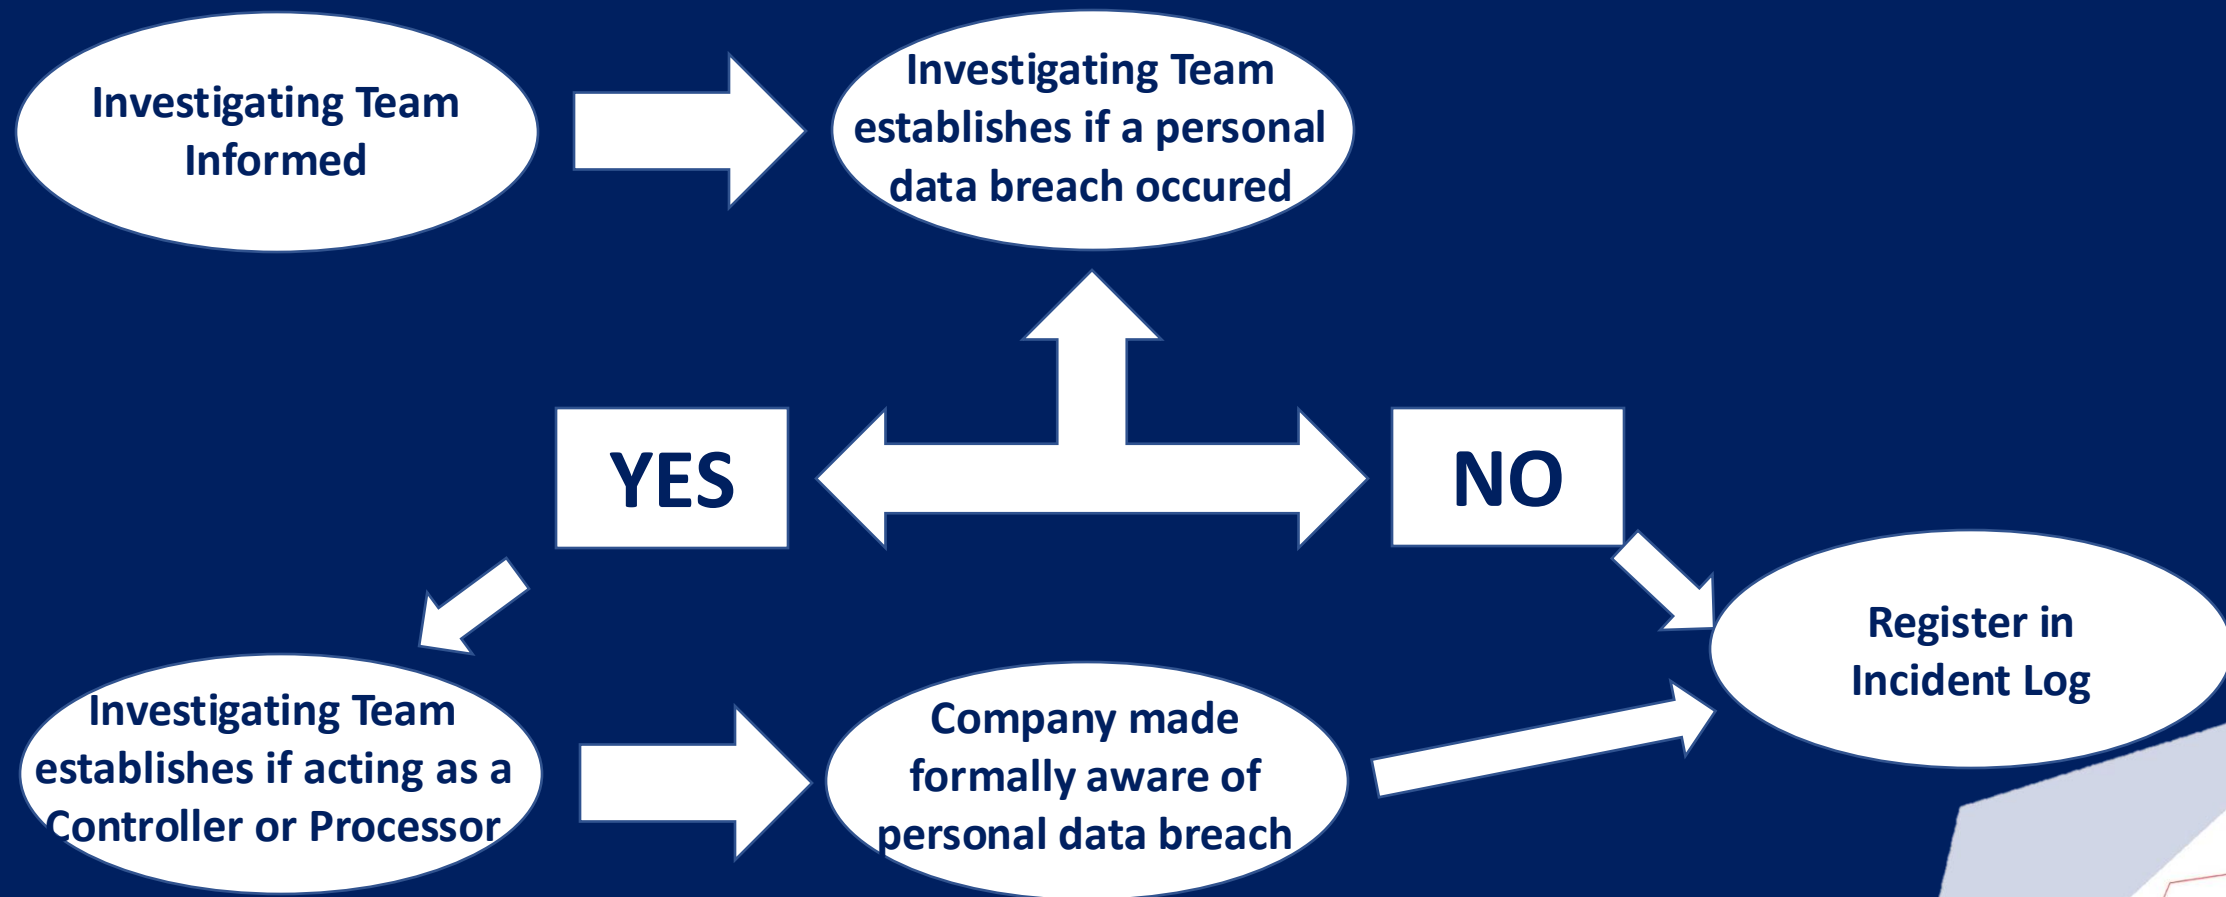 Investigating Team
Informed
Investigating Team
establishes if a personal
data breach occured
YES
NO
Register in
Incident Log
Investigating Team
establishes if acting as a
Controller or Processor
Company made
formally aware of
personal data breach